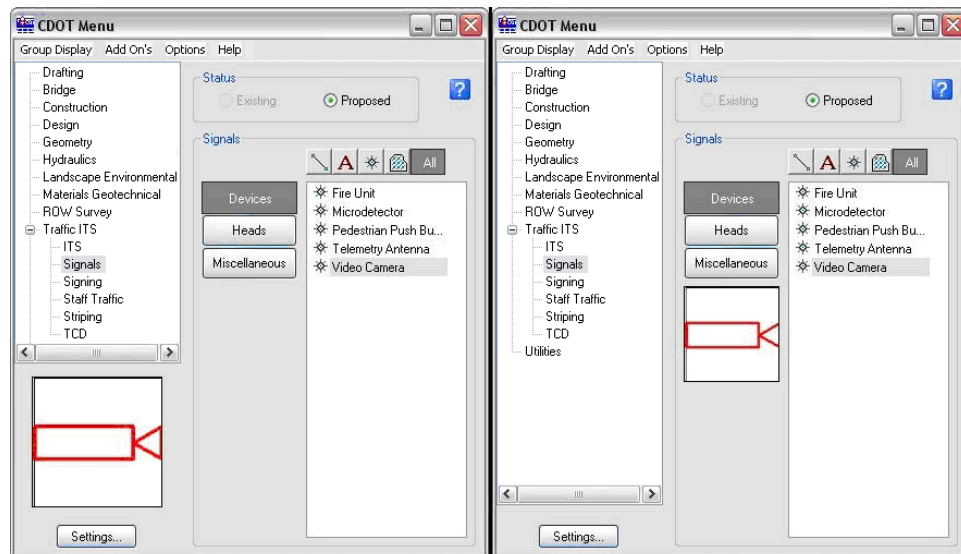 CDOT Menu
Group Display Add On's Options Help
Drafting
Bridge
Construction
Design
Geometry
Hydraulics
Landscape Environmental
Materials Geotechnical
ROW Survey
Traffic ITS
ITS
Signals
Signing
Staff Traffic
Striping
TCD
Settings...
Status
Existing Proposed
?
Signals
A All
Devices
Heads
Miscellaneous
Fire Unit
Microdetector
Pedestrian Push Bu...
Telemetry Antenna
Video Camera
CDOT Menu
Group Display Add On's Options Help
Drafting
Bridge
Construction
Design
Geometry
Hydraulics
Landscape Environmental
Materials Geotechnical
ROW Survey
Traffic ITS
ITS
Signals
Signing
Staff Traffic
Striping
TCD
Utilities
Settings...
Status
Existing Proposed
?
Signals
A All
Devices
Heads
Miscellaneous
Fire Unit
Microdetector
Pedestrian Push Bu...
Telemetry Antenna
Video Camera